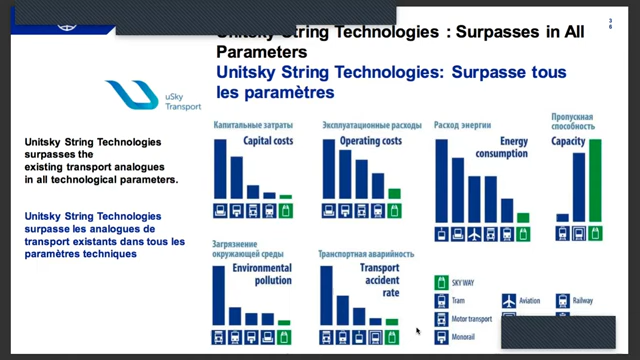 Unitsky String Technologies : Surpasses in All
Parameters
Unitsky String Technologies: Surpasse tous
les paramètres
3
6
uSky
Transport
Unitsky String Technologies
surpasses the
existing transport analogues
in all technological parameters.
Unitsky String Technologies
surpasse les analogues de
transport existants dans tous les
paramètres techniques
Капитальные затраты
Capital costs
Эксплуатационные расходы
Operating costs
Расход энергии
Energy
consumption
Пропускная
способность
Capacity
Загрязнение
окружающей среды
Environmental
pollution
Транспортная аварийность
Transport
accident
rate
SKY WAY
Tram
Aviation
Railway
Motor transport
Monorail